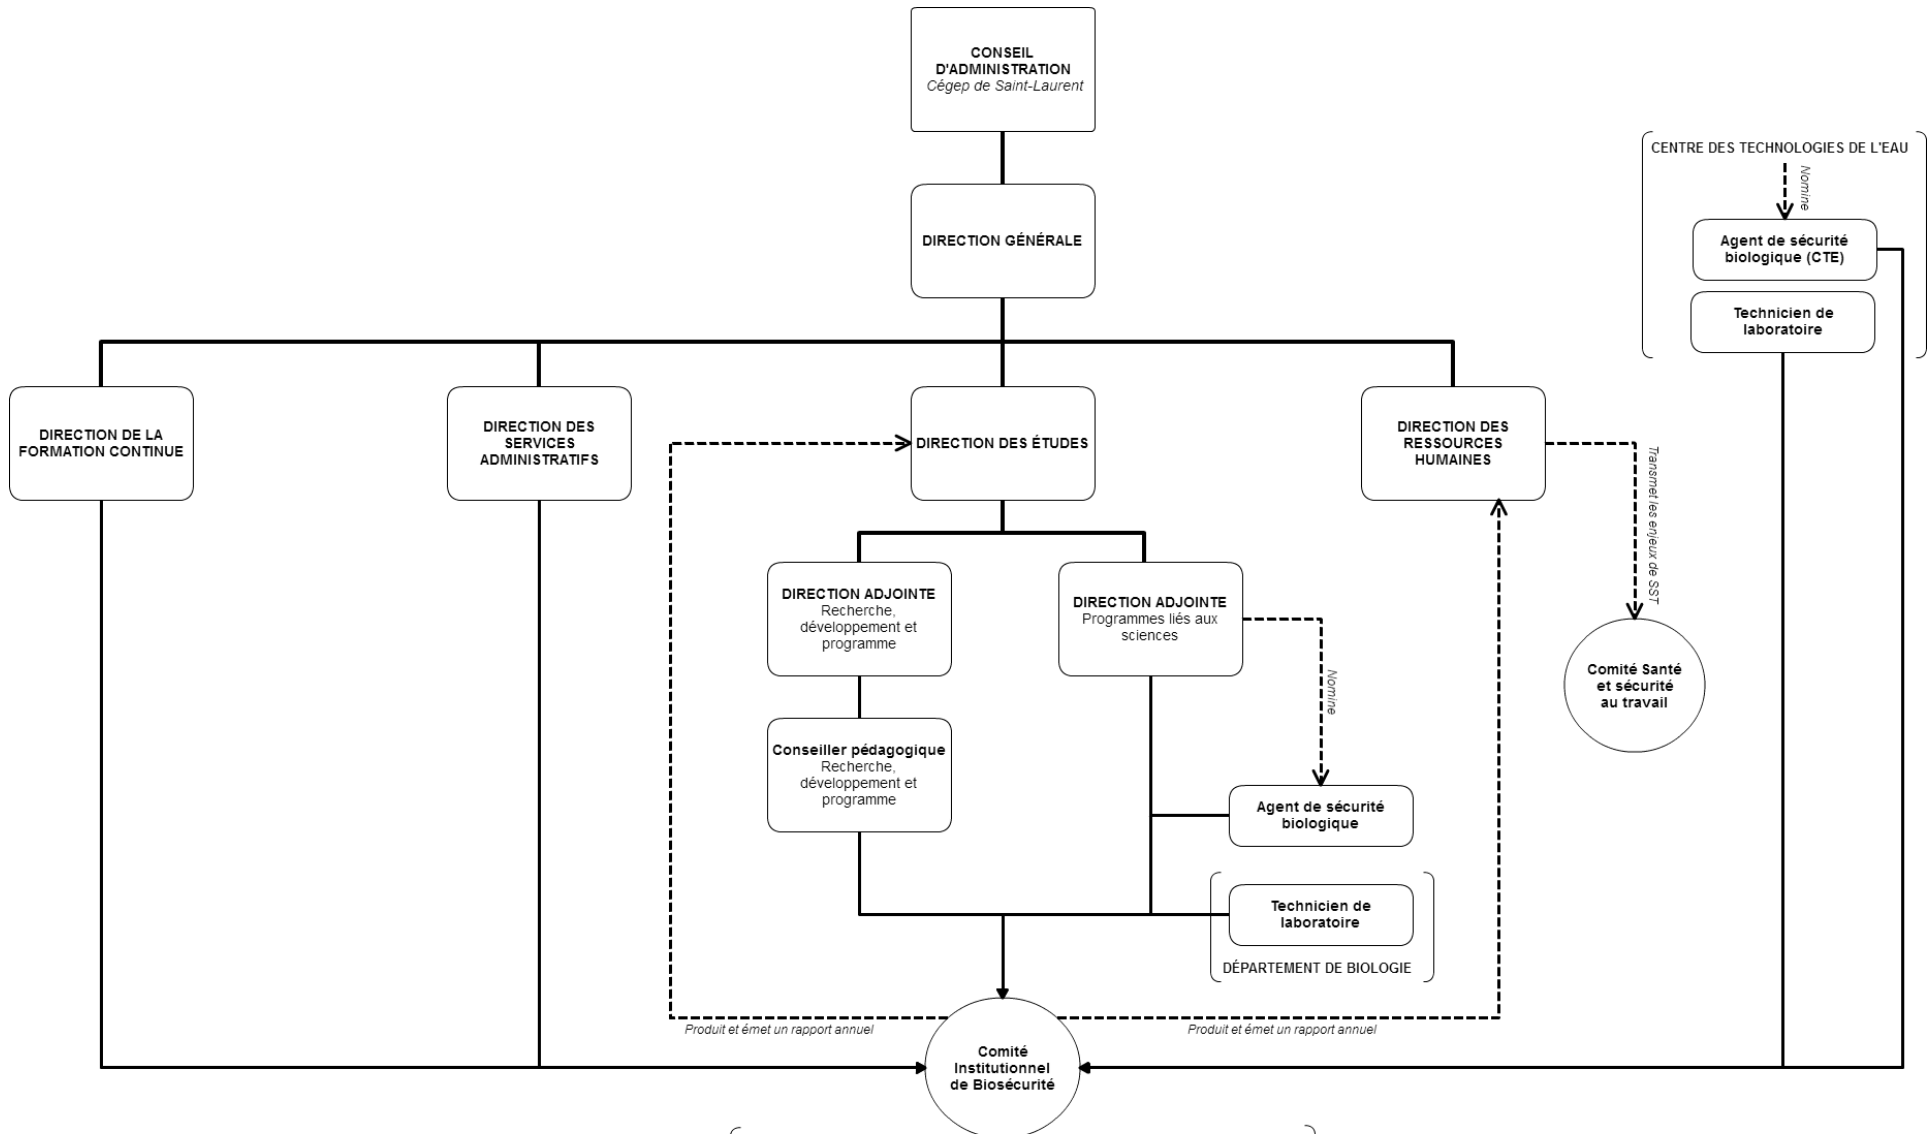 CONSEIL
D'ADMINISTRATION
Cégep de Saint-Laurent
CENTRE DES TECHNOLOGIES DE L'EAU
Nomine
Agent de sécurité
biologique (CTE)
Technicien de
laboratoire
DIRECTION GÉNÉRALE
DIRECTION DE LA
FORMATION CONTINUE
DIRECTION DES
SERVICES
ADMINISTRATIFS
DIRECTION DES ÉTUDES
DIRECTION DES
RESSOURCES
HUMAINES
Transmet les enjeux de SST
DIRECTION ADJOINTE
Recherche,
développement et
programme
DIRECTION ADJOINTE
Programmes liés aux
sciences
Nomine
Comité Santé
et sécurité
au travail
Conseiller pédagogique
Recherche,
développement et
programme
Agent de sécurité
biologique
Technicien de
laboratoire
DÉPARTEMENT DE BIOLOGIE
Produit et émet un rapport annuel
Produit et émet un rapport annuel
Comité
Institutionnel
de Biosécurité